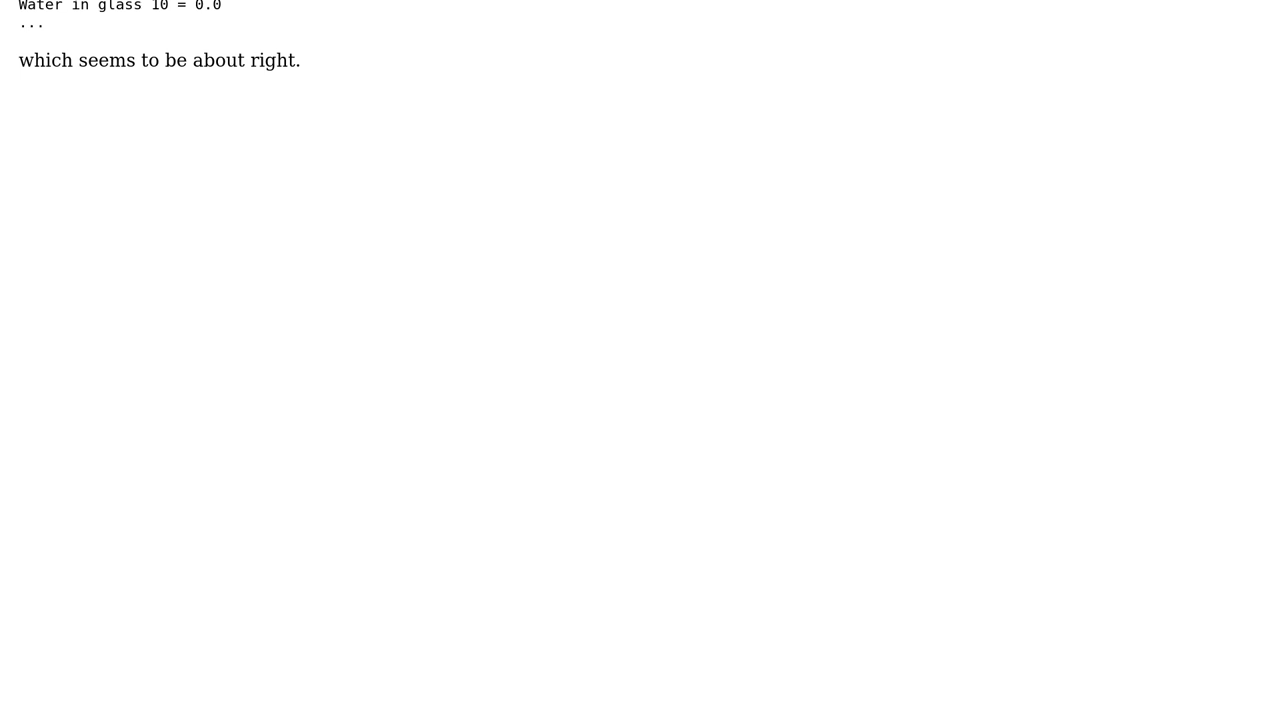 Water in glass 10 = 0.0
...
which seems to be about right.